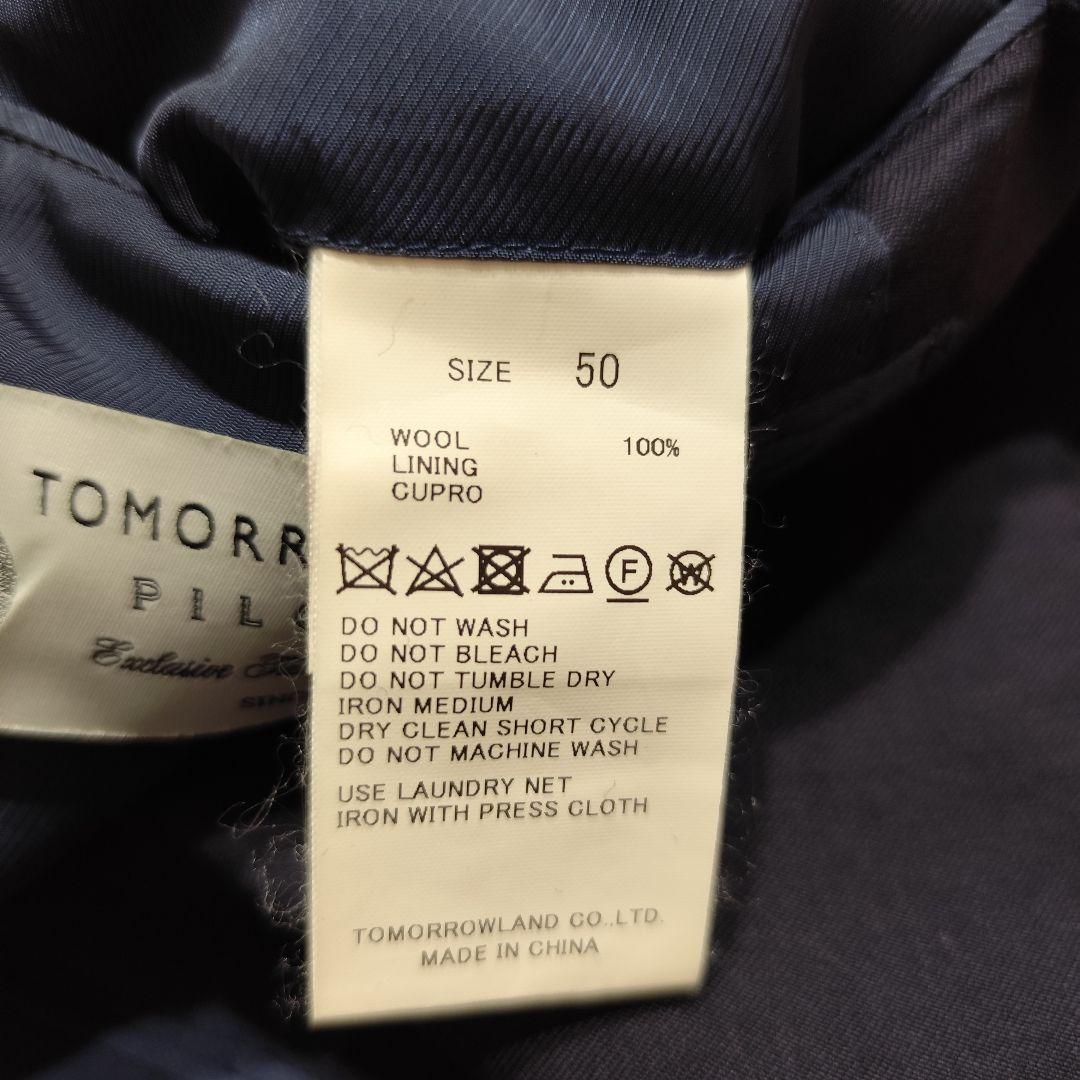 SIZE 50
WOOL 100%
LINING
CUPRO
F W
DO NOT WASH
DO NOT BLEACH
DO NOT TUMBLE DRY
IRON MEDIUM
DRY CLEAN SHORT CYCLE
DO NOT MACHINE WASH
USE LAUNDRY NET
IRON WITH PRESS CLOTH
TOMORROWLAND CO.,LTD.
MADE IN CHINA
TOMORR
PIL
Exclusive